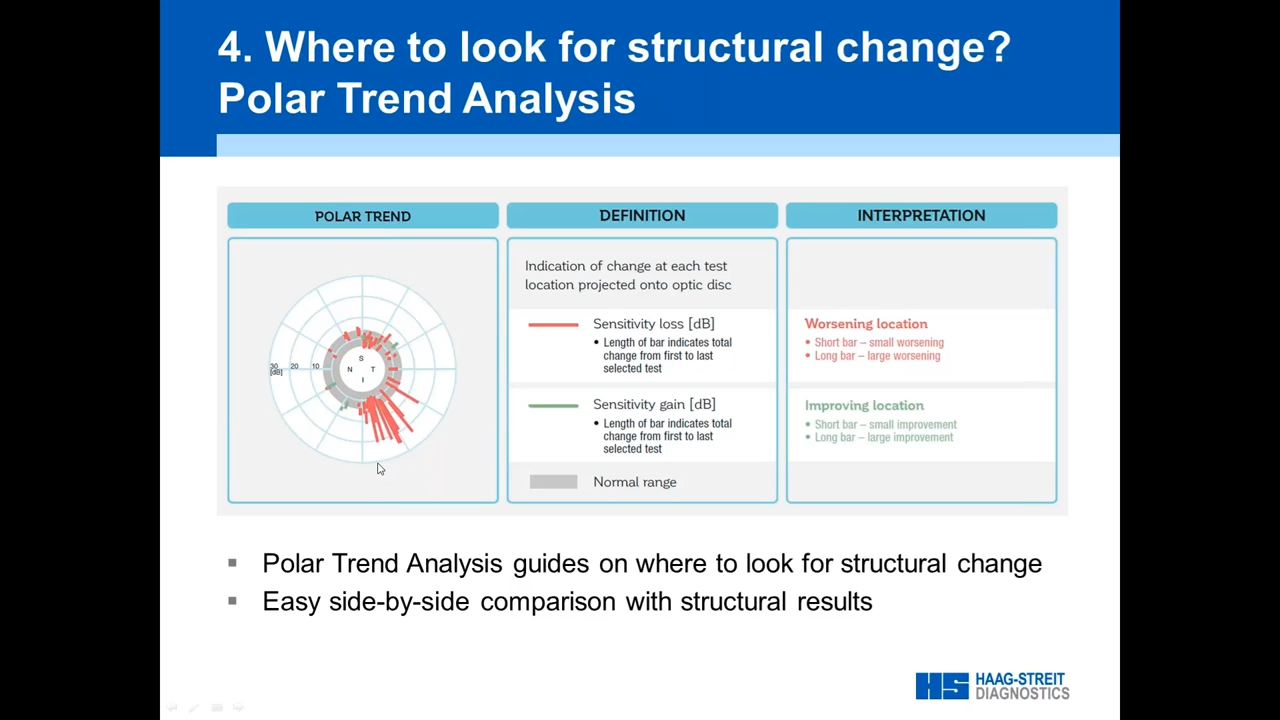 4. Where to look for structural change?
Polar Trend Analysis
POLAR TREND
DEFINITION
INTERPRETATION
30 20 10
[dB]
S
N T
I
Indication of change at each test
location projected onto optic disc
Sensitivity loss [dB]
• Length of bar indicates total
change from first to last
selected test
Sensitivity gain [dB]
• Length of bar indicates total
change from first to last
selected test
Normal range
Worsening location
• Short bar – small worsening
• Long bar – large worsening
Improving location
• Short bar – small improvement
• Long bar – large improvement
▪ Polar Trend Analysis guides on where to look for structural change
▪ Easy side-by-side comparison with structural results
HS HAAG-STREIT
DIAGNOSTICS